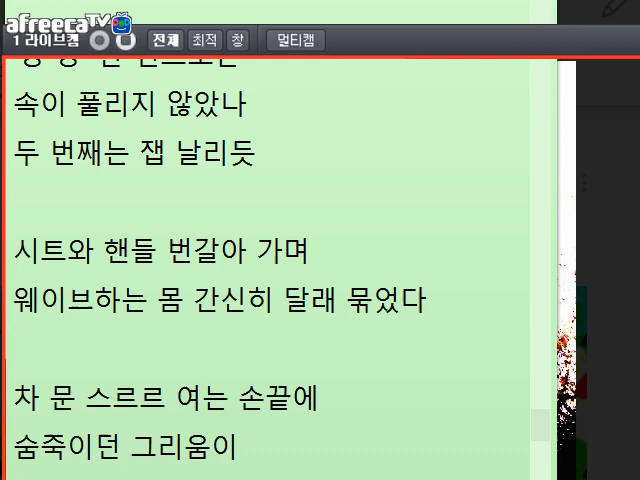 afreecaTV
1 라이브캠 전체 최적 창 멀티캠
속이 풀리지 않았나
두 번째는 잽 날리듯
시트와 핸들 번갈아 가며
웨이브하는 몸 간신히 달래 묶었다
차 문 스르르 여는 손끝에
숨죽이던 그리움이